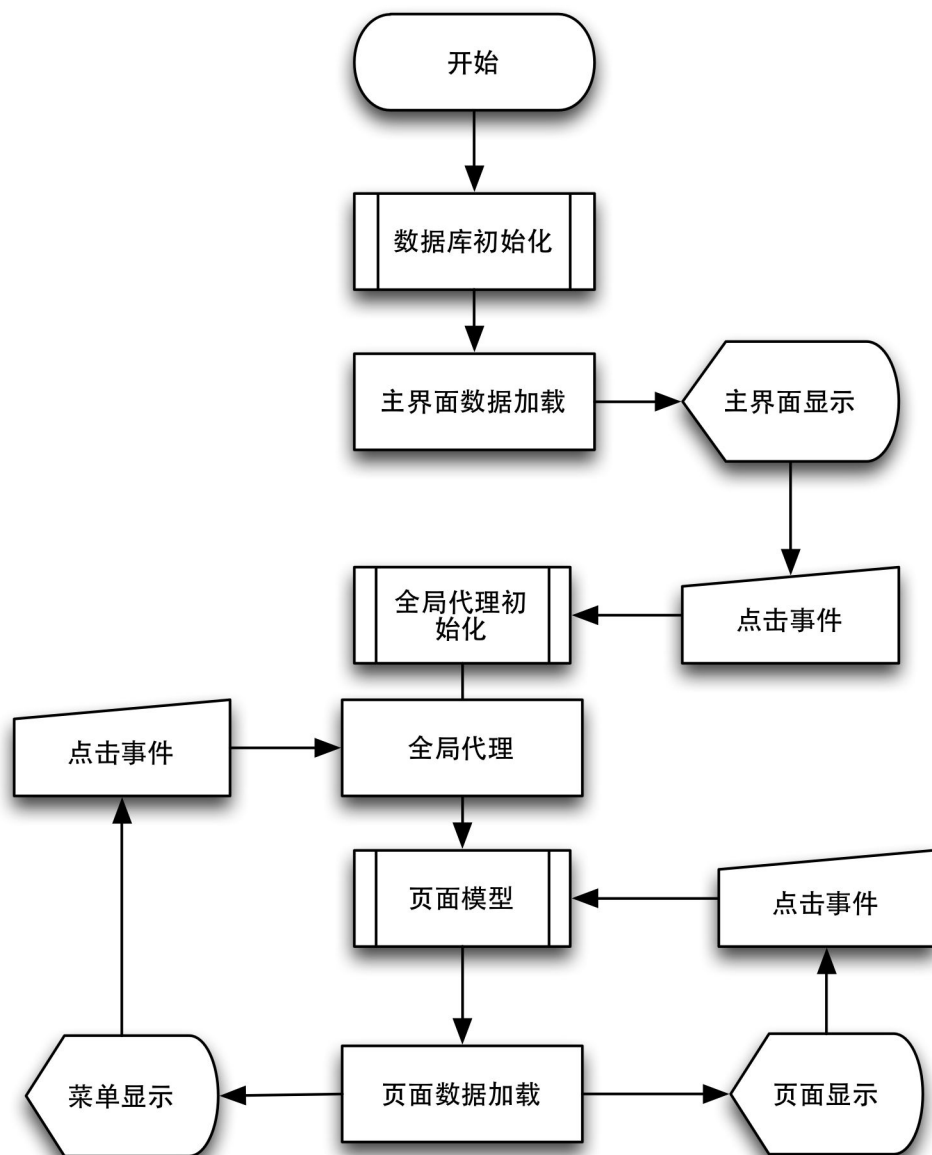 开始
数据库初始化
主界面数据加载
主界面显示
全局代理初
始化
点击事件
点击事件
全局代理
页面模型
点击事件
菜单显示
页面数据加载
页面显示